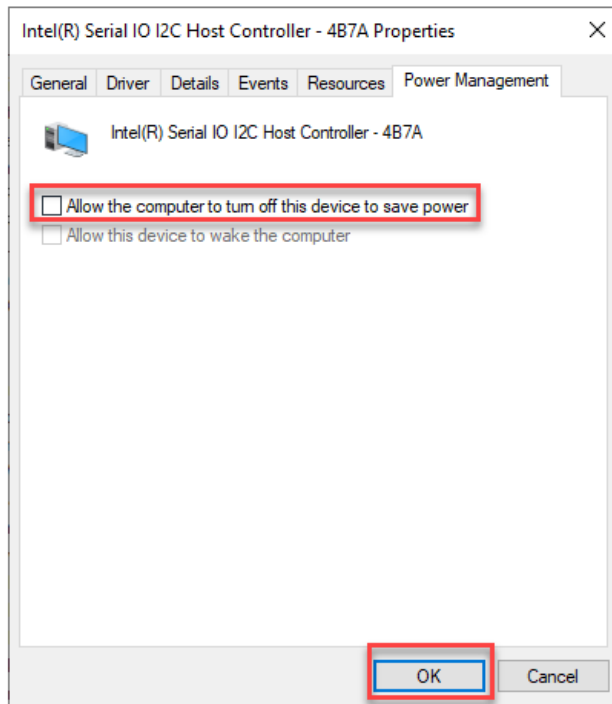 Intel(R) Serial IO I2C Host Controller - 4B7A Properties
General Driver Details Events Resources Power Management
Intel(R) Serial IO I2C Host Controller - 4B7A
Allow the computer to turn off this device to save power
Allow this device to wake the computer
OK Cancel